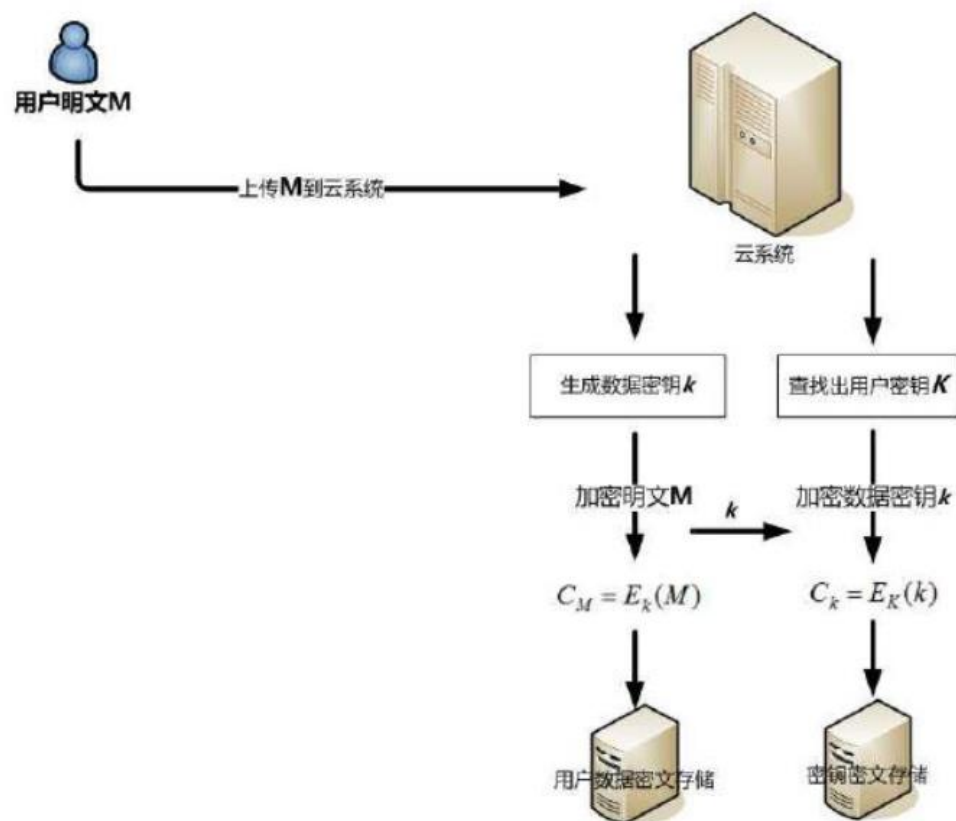 用户明文M
上传M到云系统
云系统
生成数据密钥k
查找出用户密钥K
加密明文M
k
加密数据密钥k
C_M = E_k(M)
C_k = E_K(k)
用户数据密文存储
密钥密文存储